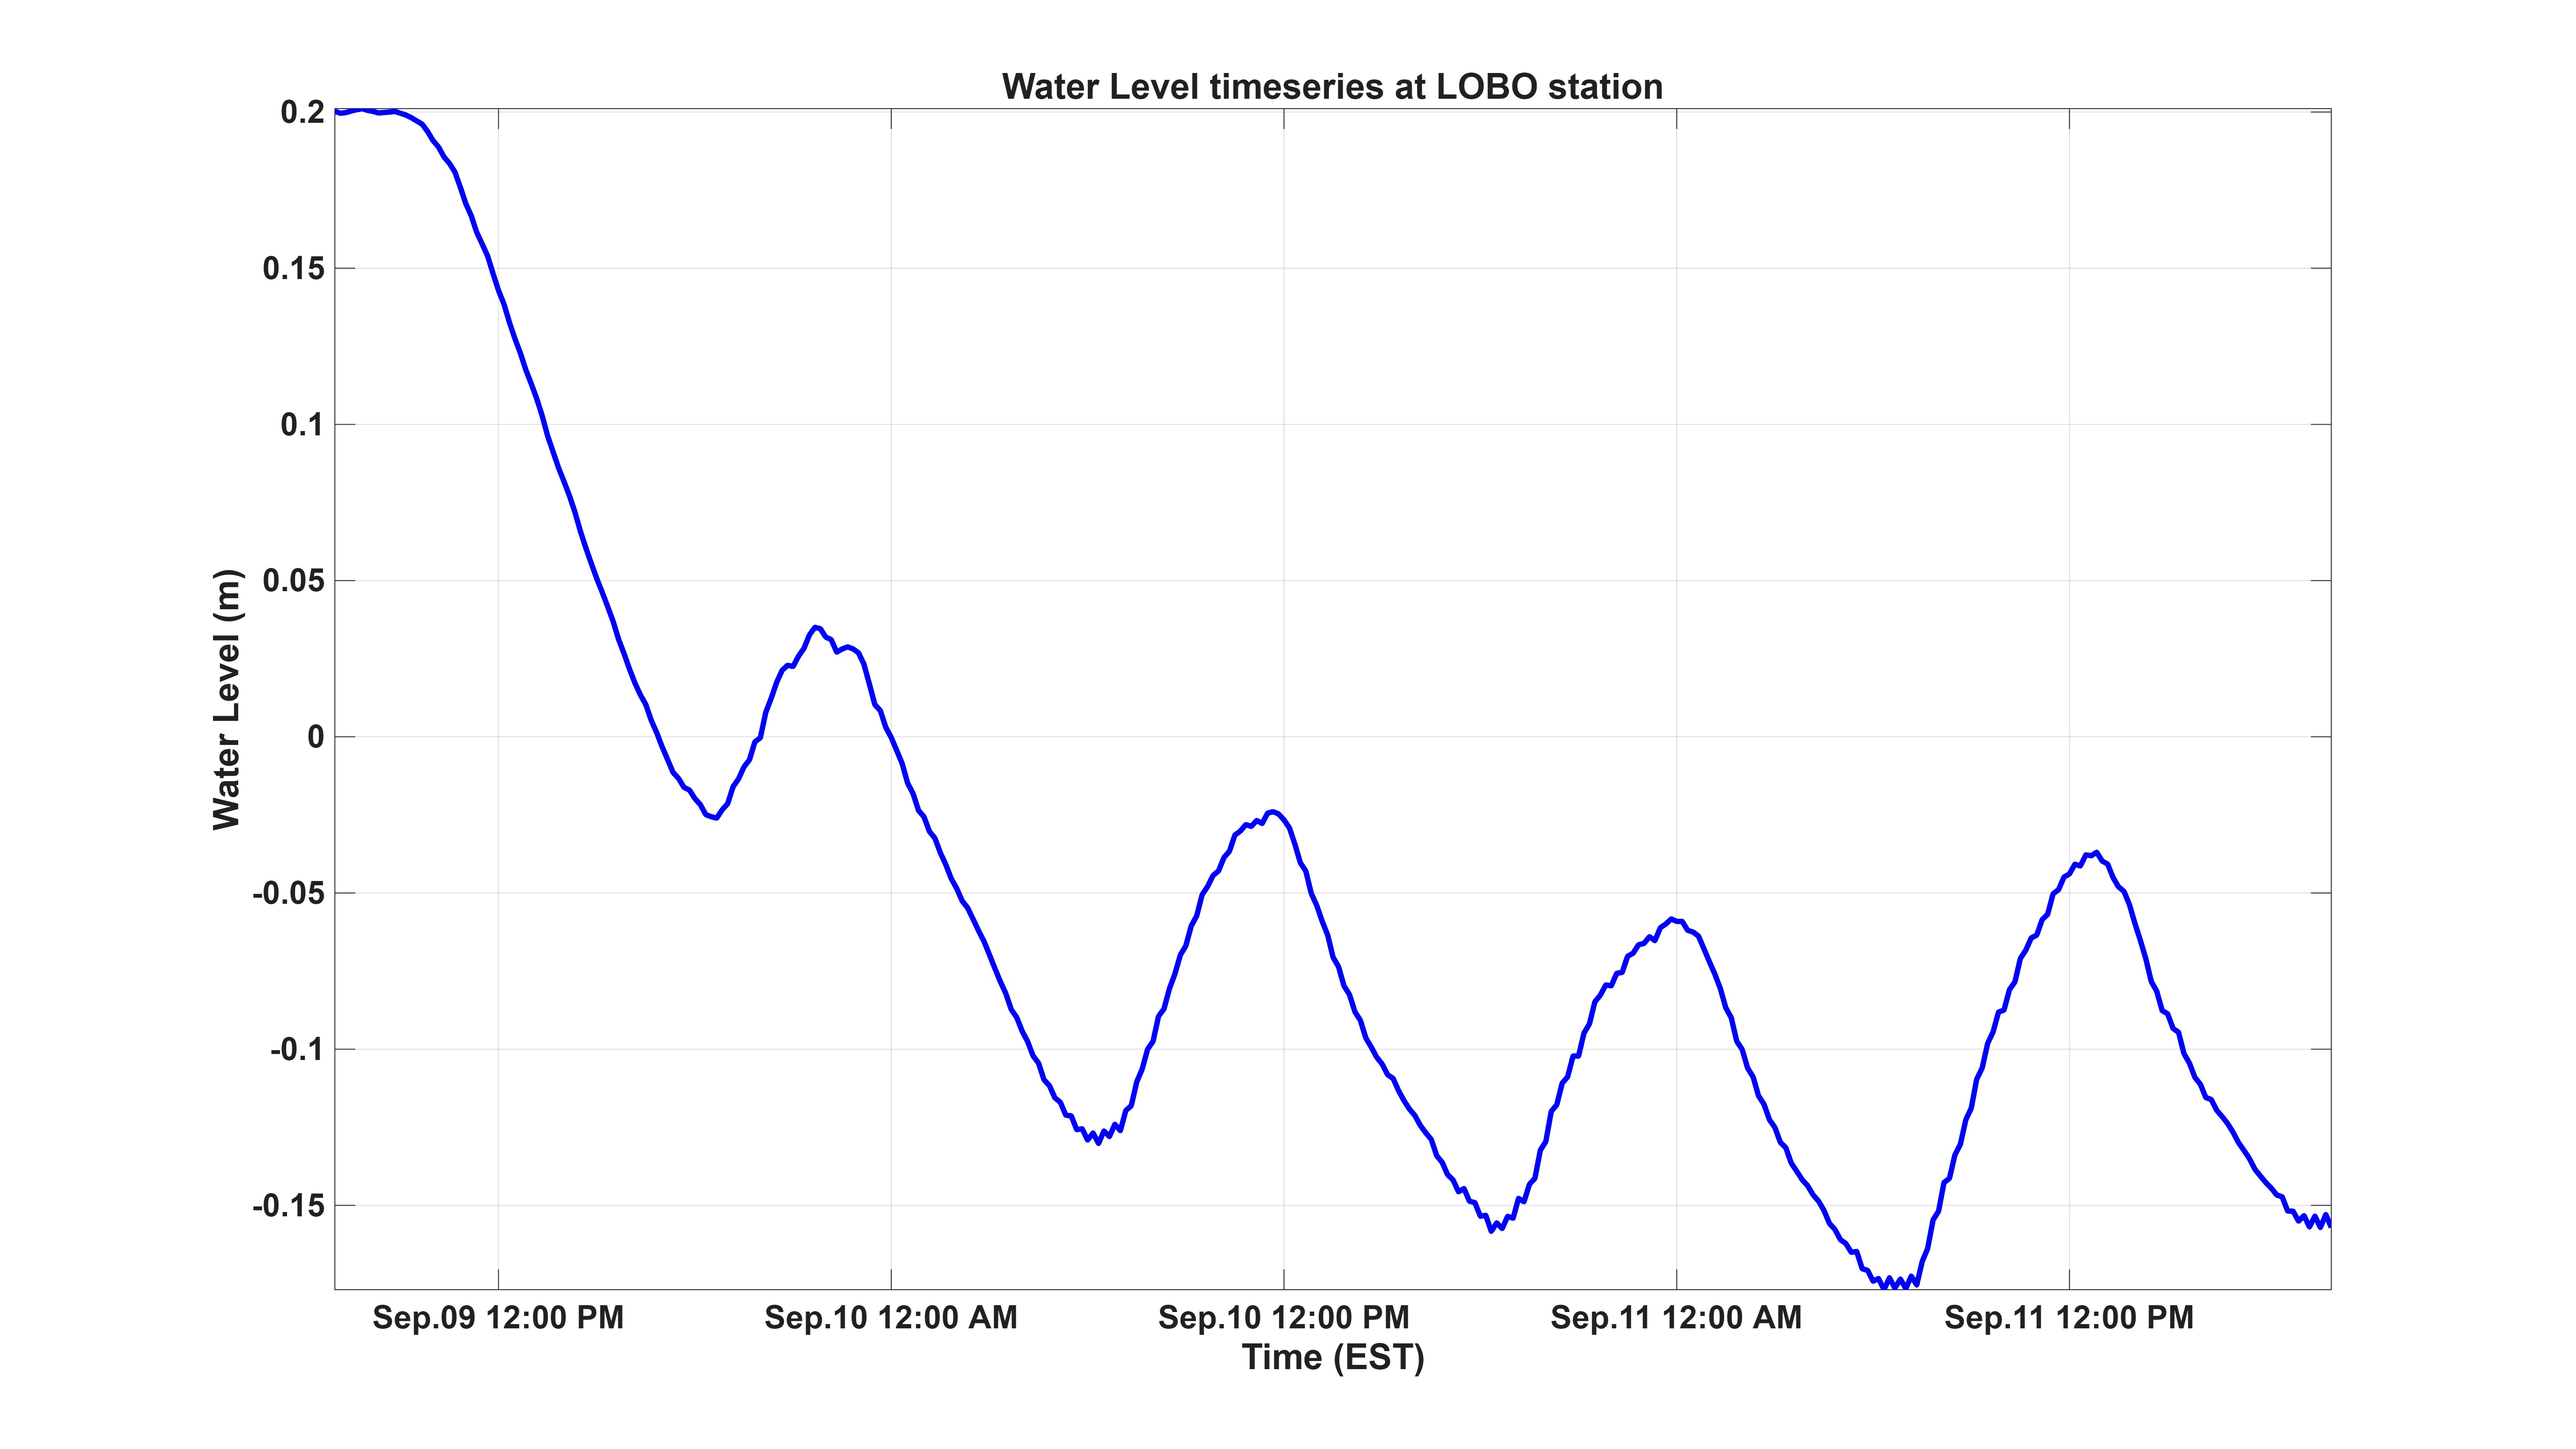 Water Level timeseries at LOBO station
0.2
0.15
0.1
0.05
0
-0.05
-0.1
-0.15
Water Level (m)
Sep.09 12:00 PM
Sep.10 12:00 AM
Sep.10 12:00 PM
Sep.11 12:00 AM
Sep.11 12:00 PM
Time (EST)